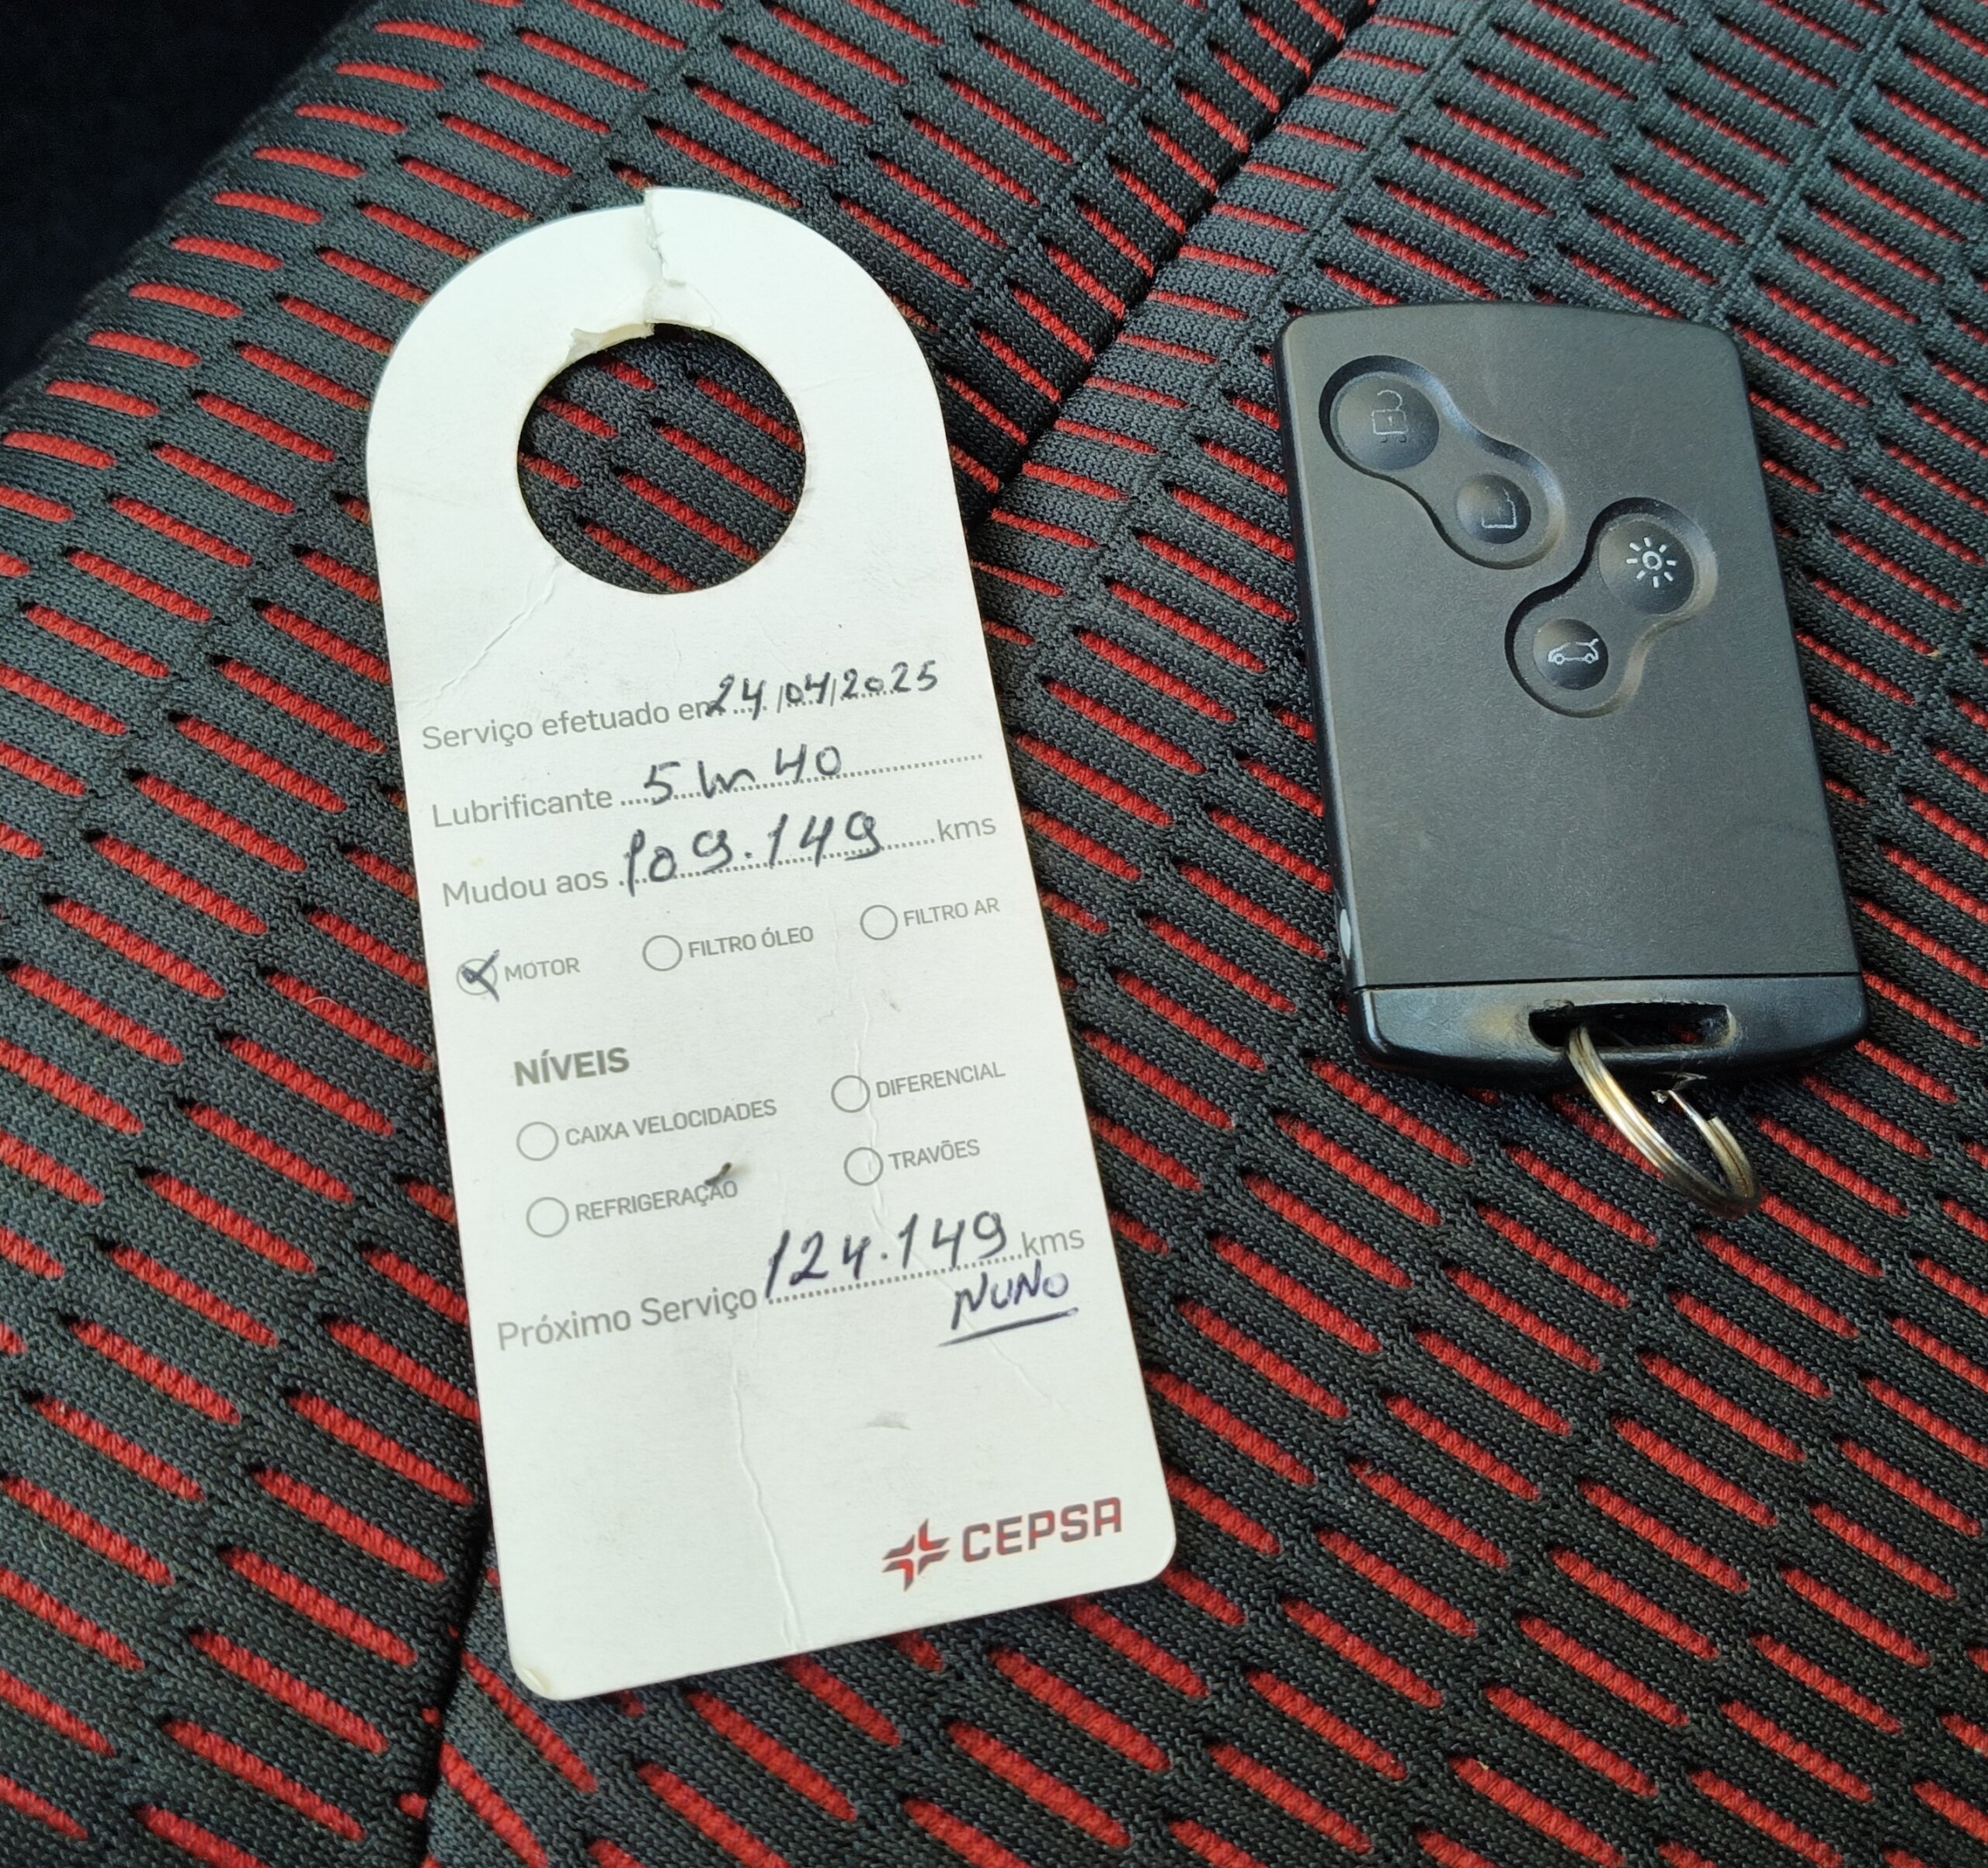 Serviço efetuado em 24/04/2025
Lubrificante 5W40
Mudou aos 109.149 kms
MOTOR FILTRO ÓLEO FILTRO AR
NÍVEIS
CAIXA VELOCIDADES DIFERENCIAL
REFRIGERAÇÃO TRAVÕES
Próximo Serviço 124.149 kms
NUNO
CEPSA